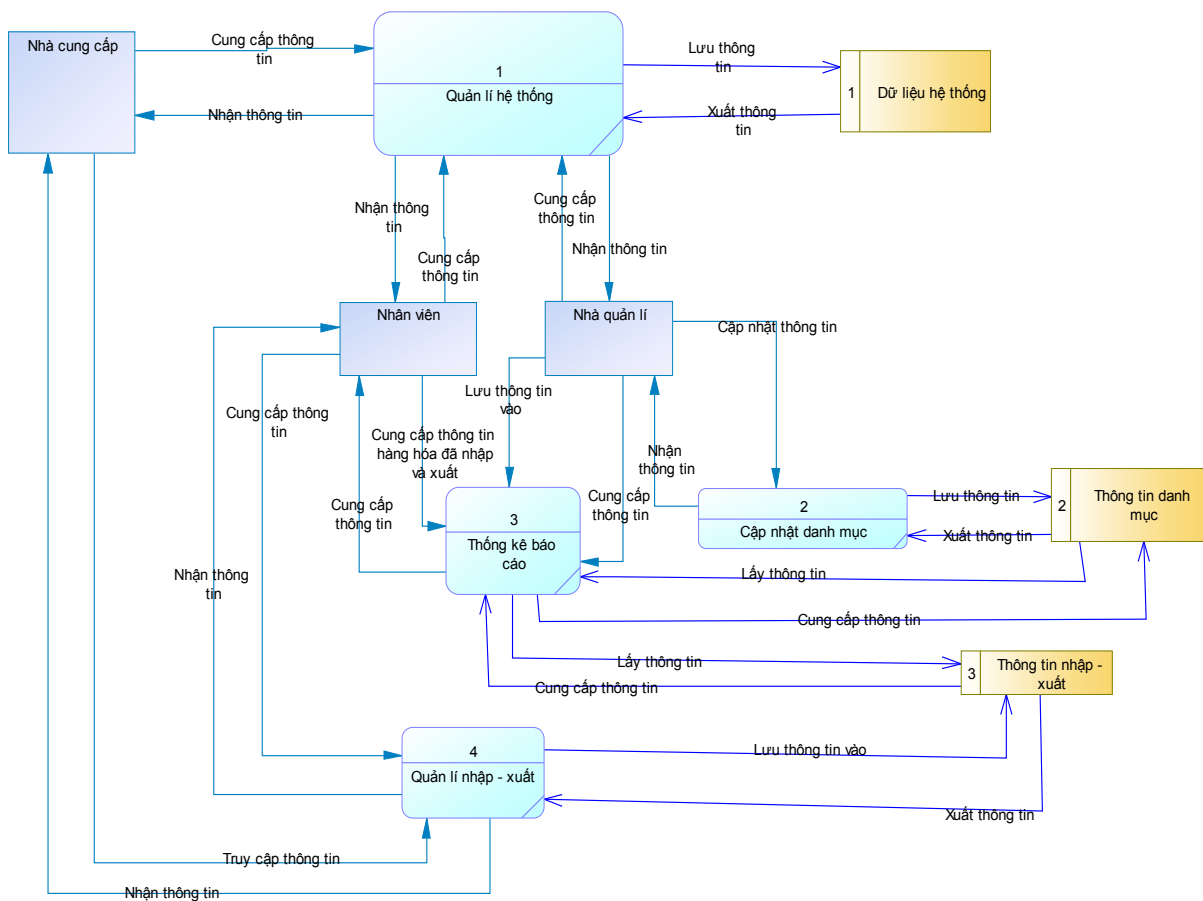 Nhà cung cấp
Cung cấp thông
tin
1
Quản lí hệ thống
Lưu thông
tin
1
Dữ liệu hệ thống
Nhận thông tin
Xuất thông
tin
Nhận thông
tin
Cung cấp
thông tin
Cung cấp
thông tin
Nhận thông tin
Nhân viên
Nhà quản lí
Cập nhật thông tin
Cung cấp thông
tin
Lưu thông tin
vào
Cung cấp thông tin
hàng hóa đã nhập
và xuất
Nhận
thông tin
Cung cấp
thông tin
Cung cấp
thông tin
3
Thống kê báo
cáo
2
Cập nhật danh mục
Lưu thông tin
2
Thông tin danh
mục
Xuất thông tin
Nhận thông
tin
Lấy thông tin
Cung cấp thông tin
Lấy thông tin
Cung cấp thông tin
3
Thông tin nhập -
xuất
4
Quản lí nhập - xuất
Lưu thông tin vào
Xuất thông tin
Truy cập thông tin
Nhận thông tin